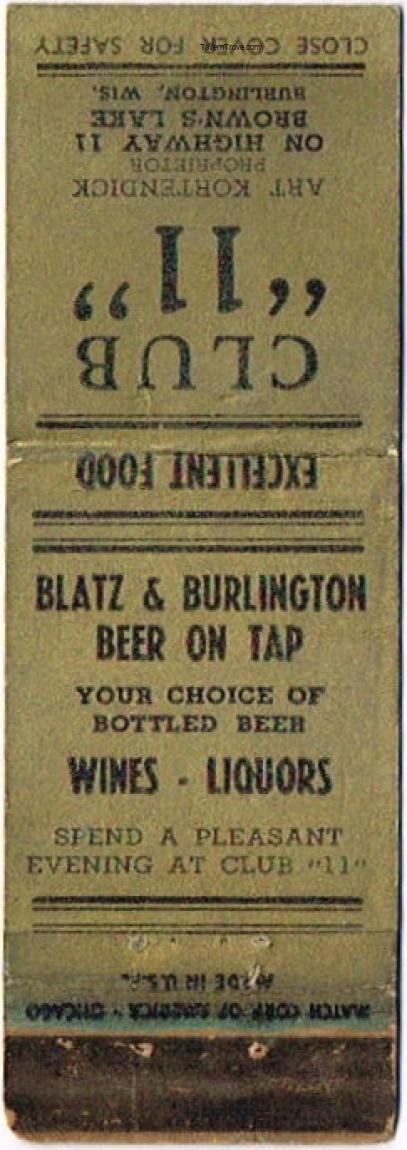 TavernTrove.com
CLOSE COVER FOR SAFETY
BURLINGTON, WIS.
BROWN'S LAKE
ON HIGHWAY 11
PROPRIETOR
ART KORTENDICK
"11"
CLUB
EXCELLENT FOOD
BLATZ & BURLINGTON
BEER ON TAP
YOUR CHOICE OF
BOTTLED BEER
WINES - LIQUORS
SPEND A PLEASANT
EVENING AT CLUB "11"
MADE IN U.S.A.
MATCH CORP. OF AMERICA - CHICAGO